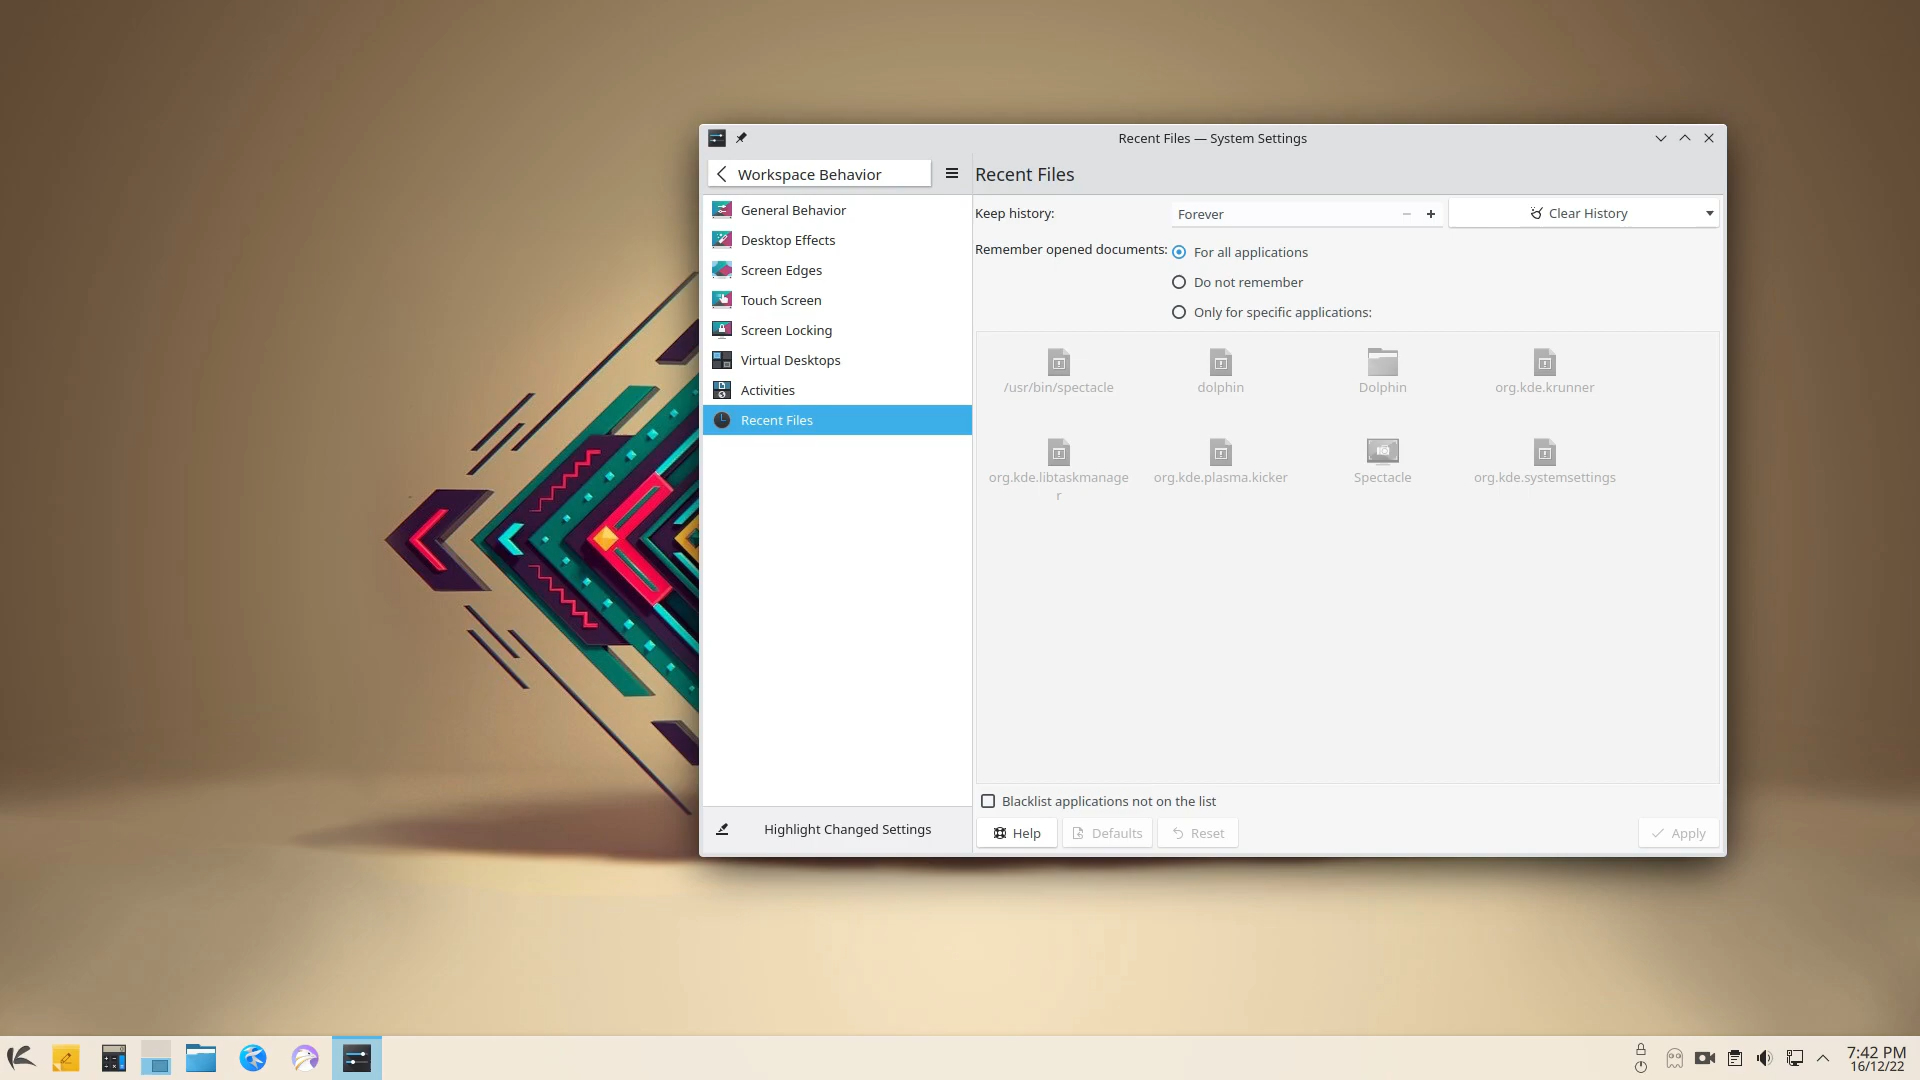 Recent Files — System Settings
Workspace Behavior
Recent Files
General Behavior
Desktop Effects
Screen Edges
Touch Screen
Screen Locking
Virtual Desktops
Activities
Recent Files
Highlight Changed Settings
Keep history:
Forever
Clear History
Remember opened documents:
For all applications
Do not remember
Only for specific applications:
/usr/bin/spectacle
dolphin
Dolphin
org.kde.krunner
org.kde.libtaskmanage
r
org.kde.plasma.kicker
Spectacle
org.kde.systemsettings
Blacklist applications not on the list
Help
Defaults
Reset
Apply
7:42 PM
16/12/22